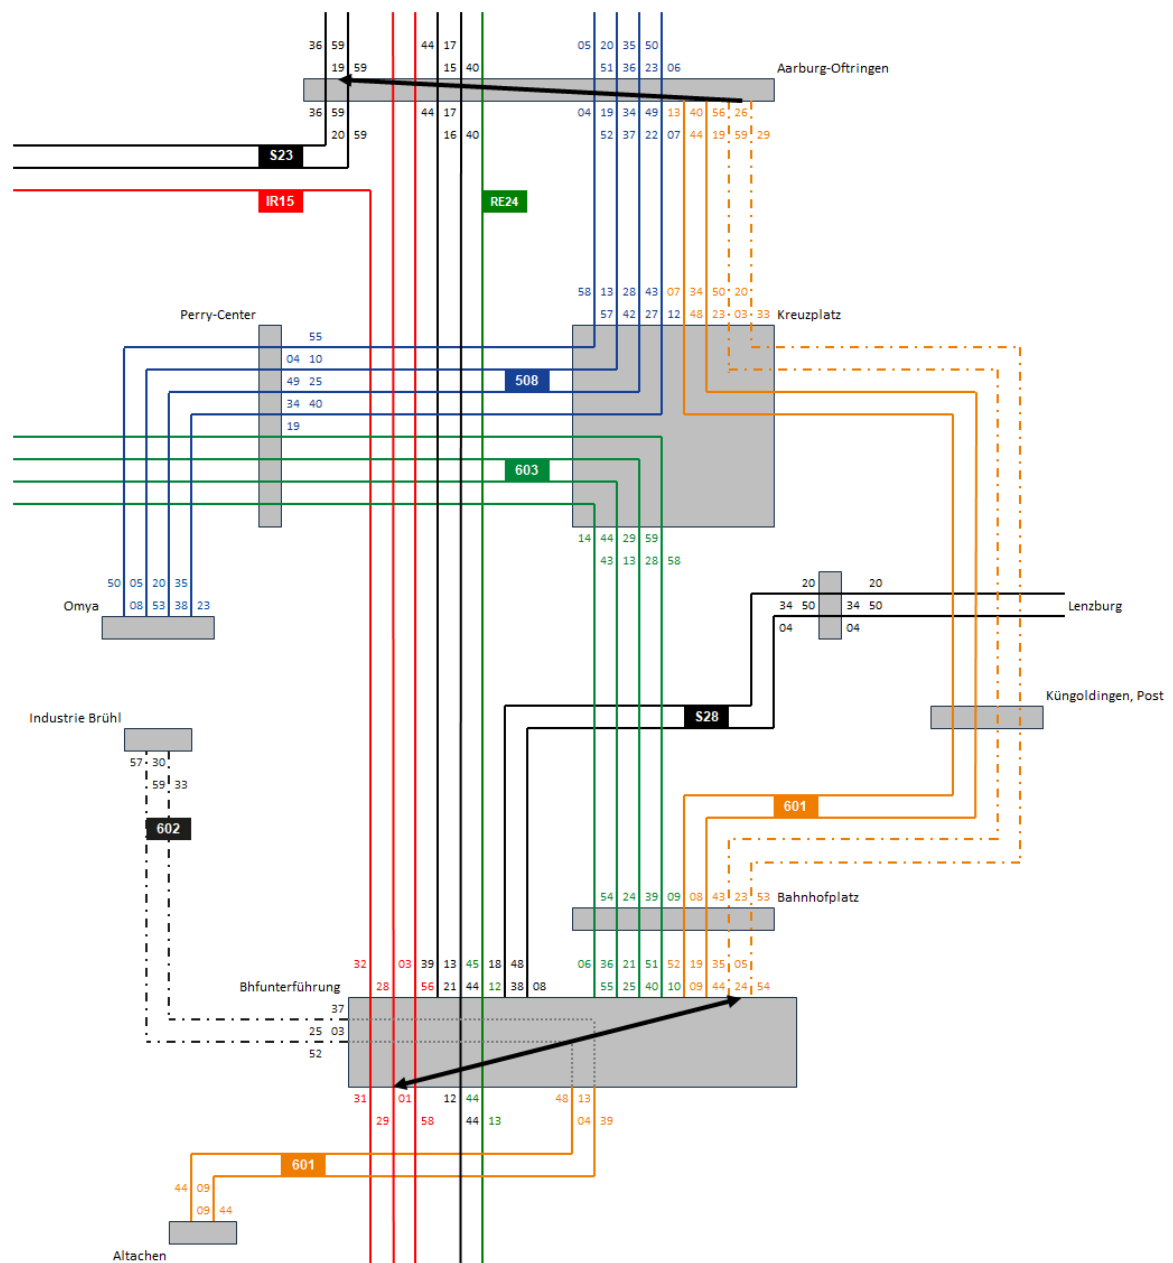 36 59 44 17 05 20 35 50
19 59 15 40 51 36 23 06 Aarburg-Oftringen
36 59 44 17 04 19 34 49 13 40 56 26
20 59 16 40 52 37 22 07 44 19 59 29
S23
IR15 RE24
58 13 28 43 07 34 50 20
Perry-Center 57 42 27 12 48 23 03 33 Kreuzplatz
55
04 10
49 25 508
34 40
19
603
14 44 29 59
43 13 28 58
50 05 20 35 20 20
Omya 08 53 38 23 34 50 34 50 Lenzburg
04 04
Küngoldingen, Post
Industrie Brühl S28
57 30
59 33
601
602
54 24 39 09 08 43 23 53 Bahnhofplatz
32 03 39 13 45 18 48 06 36 21 51 52 19 35 05
Bhfunterführung 28 56 21 44 12 38 08 55 25 40 10 09 44 24 54
37
25 03
52
31 01 12 44 48 13
29 58 44 13 04 39
601
44 09
09 44
Altachen